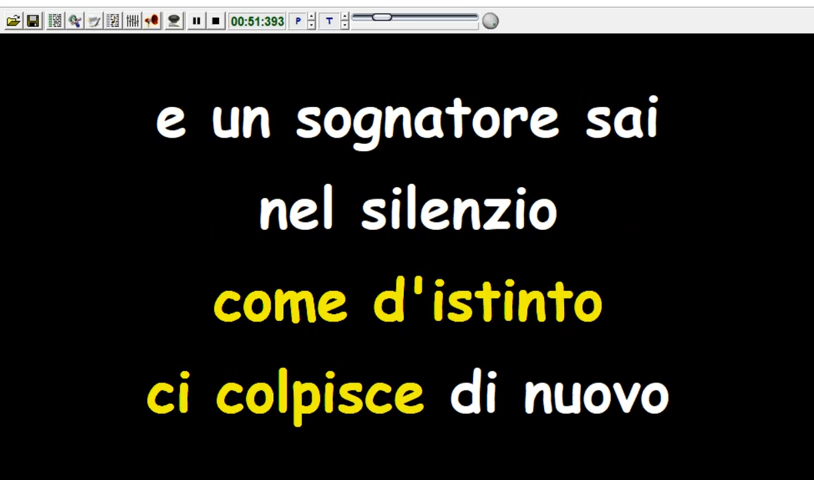 00:51:393 P T
e un sognatore sai
nel silenzio
come d'istinto
ci colpisce di nuovo